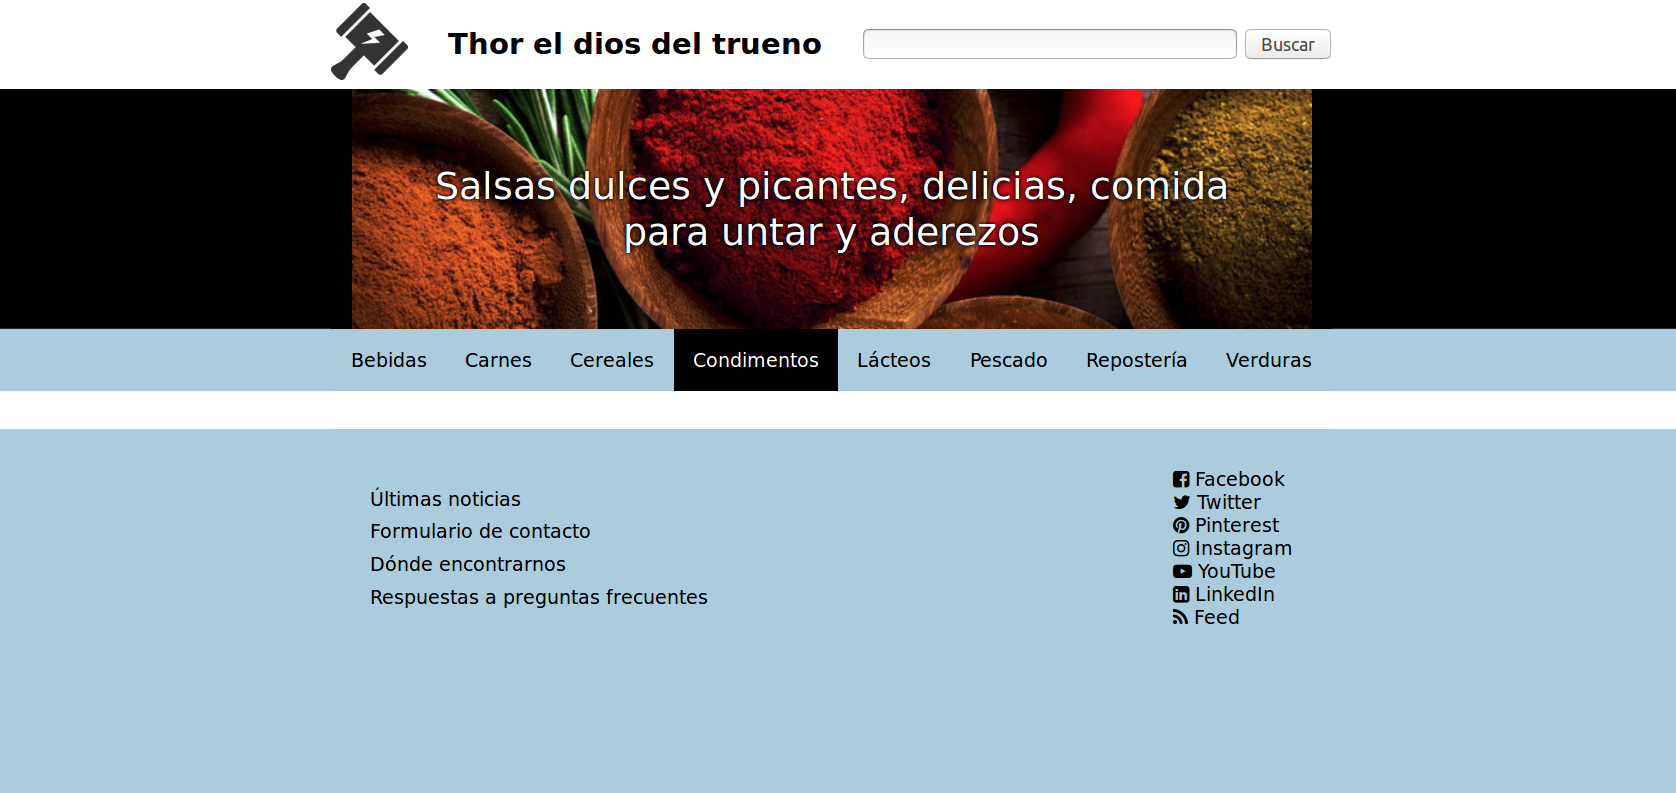 Thor el dios del trueno
Buscar
Salsas dulces y picantes, delicias, comida
para untar y aderezos
Bebidas Carnes Cereales Condimentos Lácteos Pescado Repostería Verduras
Últimas noticias
Formulario de contacto
Dónde encontrarnos
Respuestas a preguntas frecuentes
Facebook
Twitter
Pinterest
Instagram
YouTube
LinkedIn
Feed